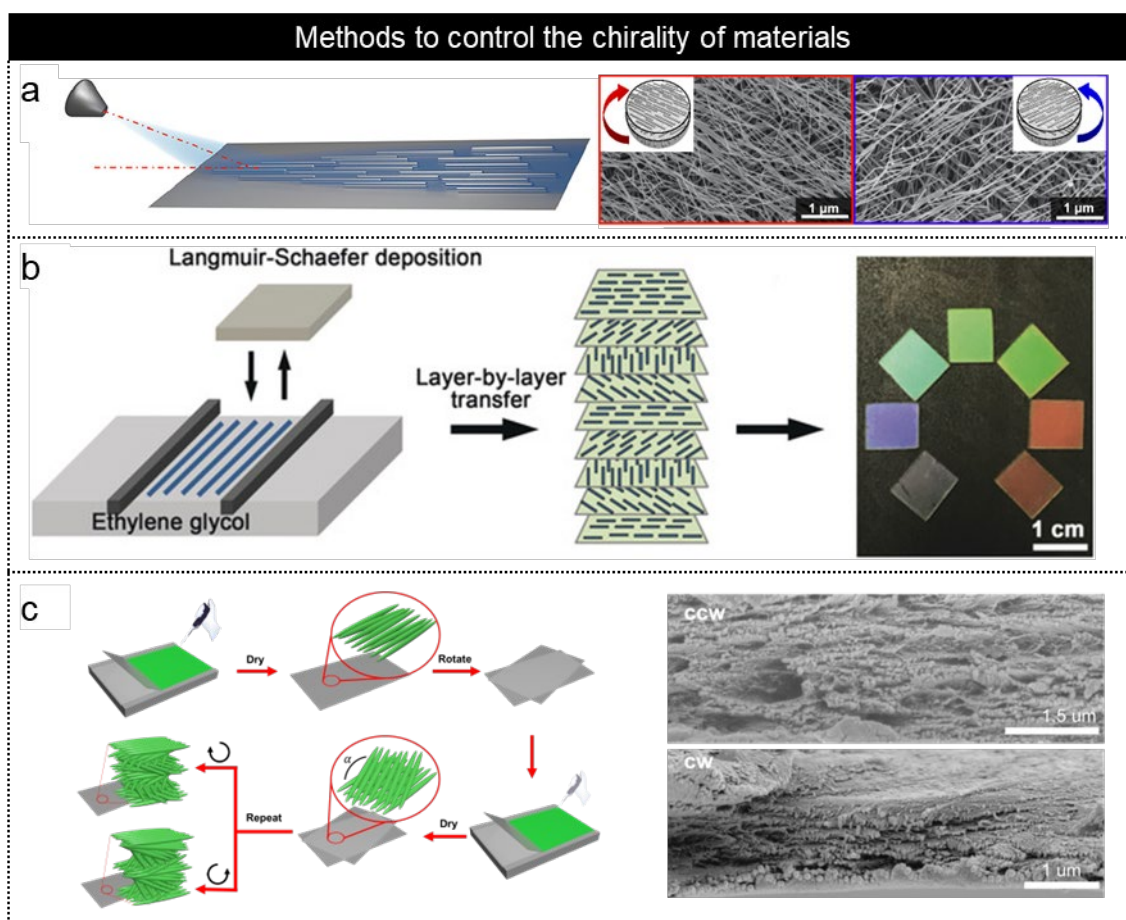 Methods to control the chirality of materials
a
1 µm
1 µm
b
Langmuir-Schaefer deposition
Ethylene glycol
Layer-by-layer
transfer
1 cm
c
Dry
Rotate
α
Dry
Repeat
CCW
1.5 um
CW
1 um